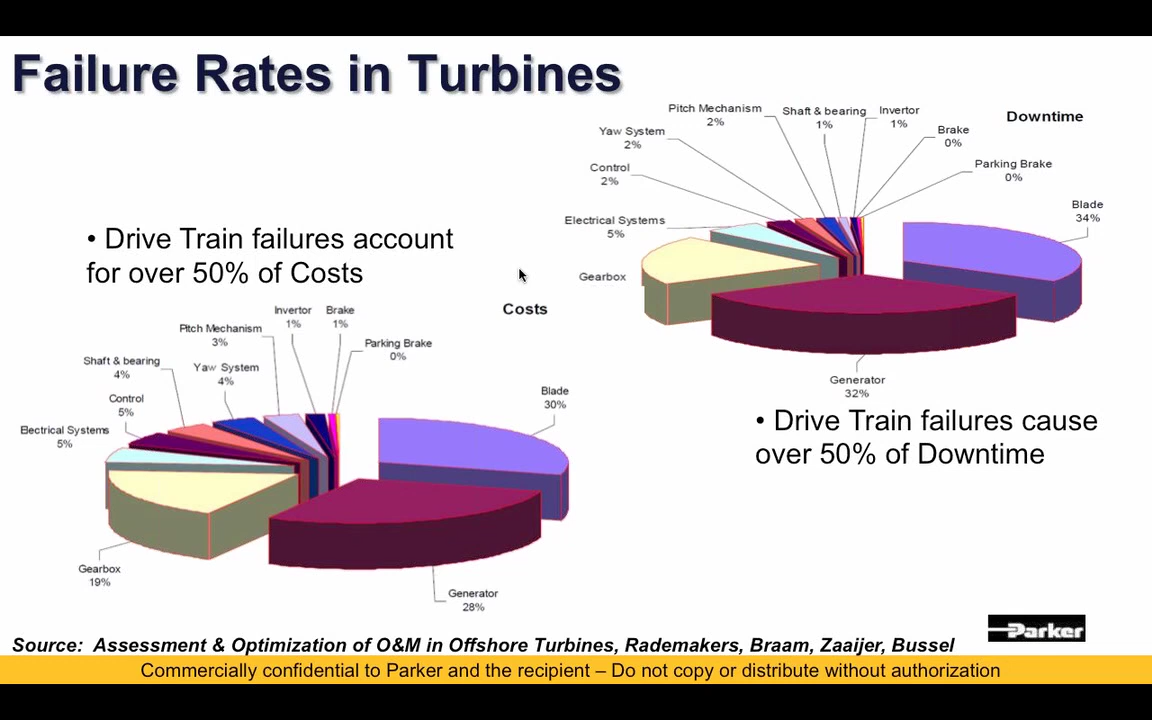 Failure Rates in Turbines
Downtime
Pitch Mechanism
2%
Shaft & bearing
1%
Invertor
1%
Brake
0%
Yaw System
2%
Parking Brake
0%
Control
2%
Blade
34%
Electrical Systems
5%
Gearbox
Generator
32%
• Drive Train failures account
for over 50% of Costs
Costs
Invertor
1%
Brake
1%
Pitch Mechanism
3%
Parking Brake
0%
Shaft & bearing
4%
Yaw System
4%
Blade
30%
Control
5%
Electrical Systems
5%
Gearbox
19%
Generator
28%
• Drive Train failures cause
over 50% of Downtime
Parker
Source: Assessment & Optimization of O&M in Offshore Turbines, Rademakers, Braam, Zaaijer, Bussel
Commercially confidential to Parker and the recipient – Do not copy or distribute without authorization